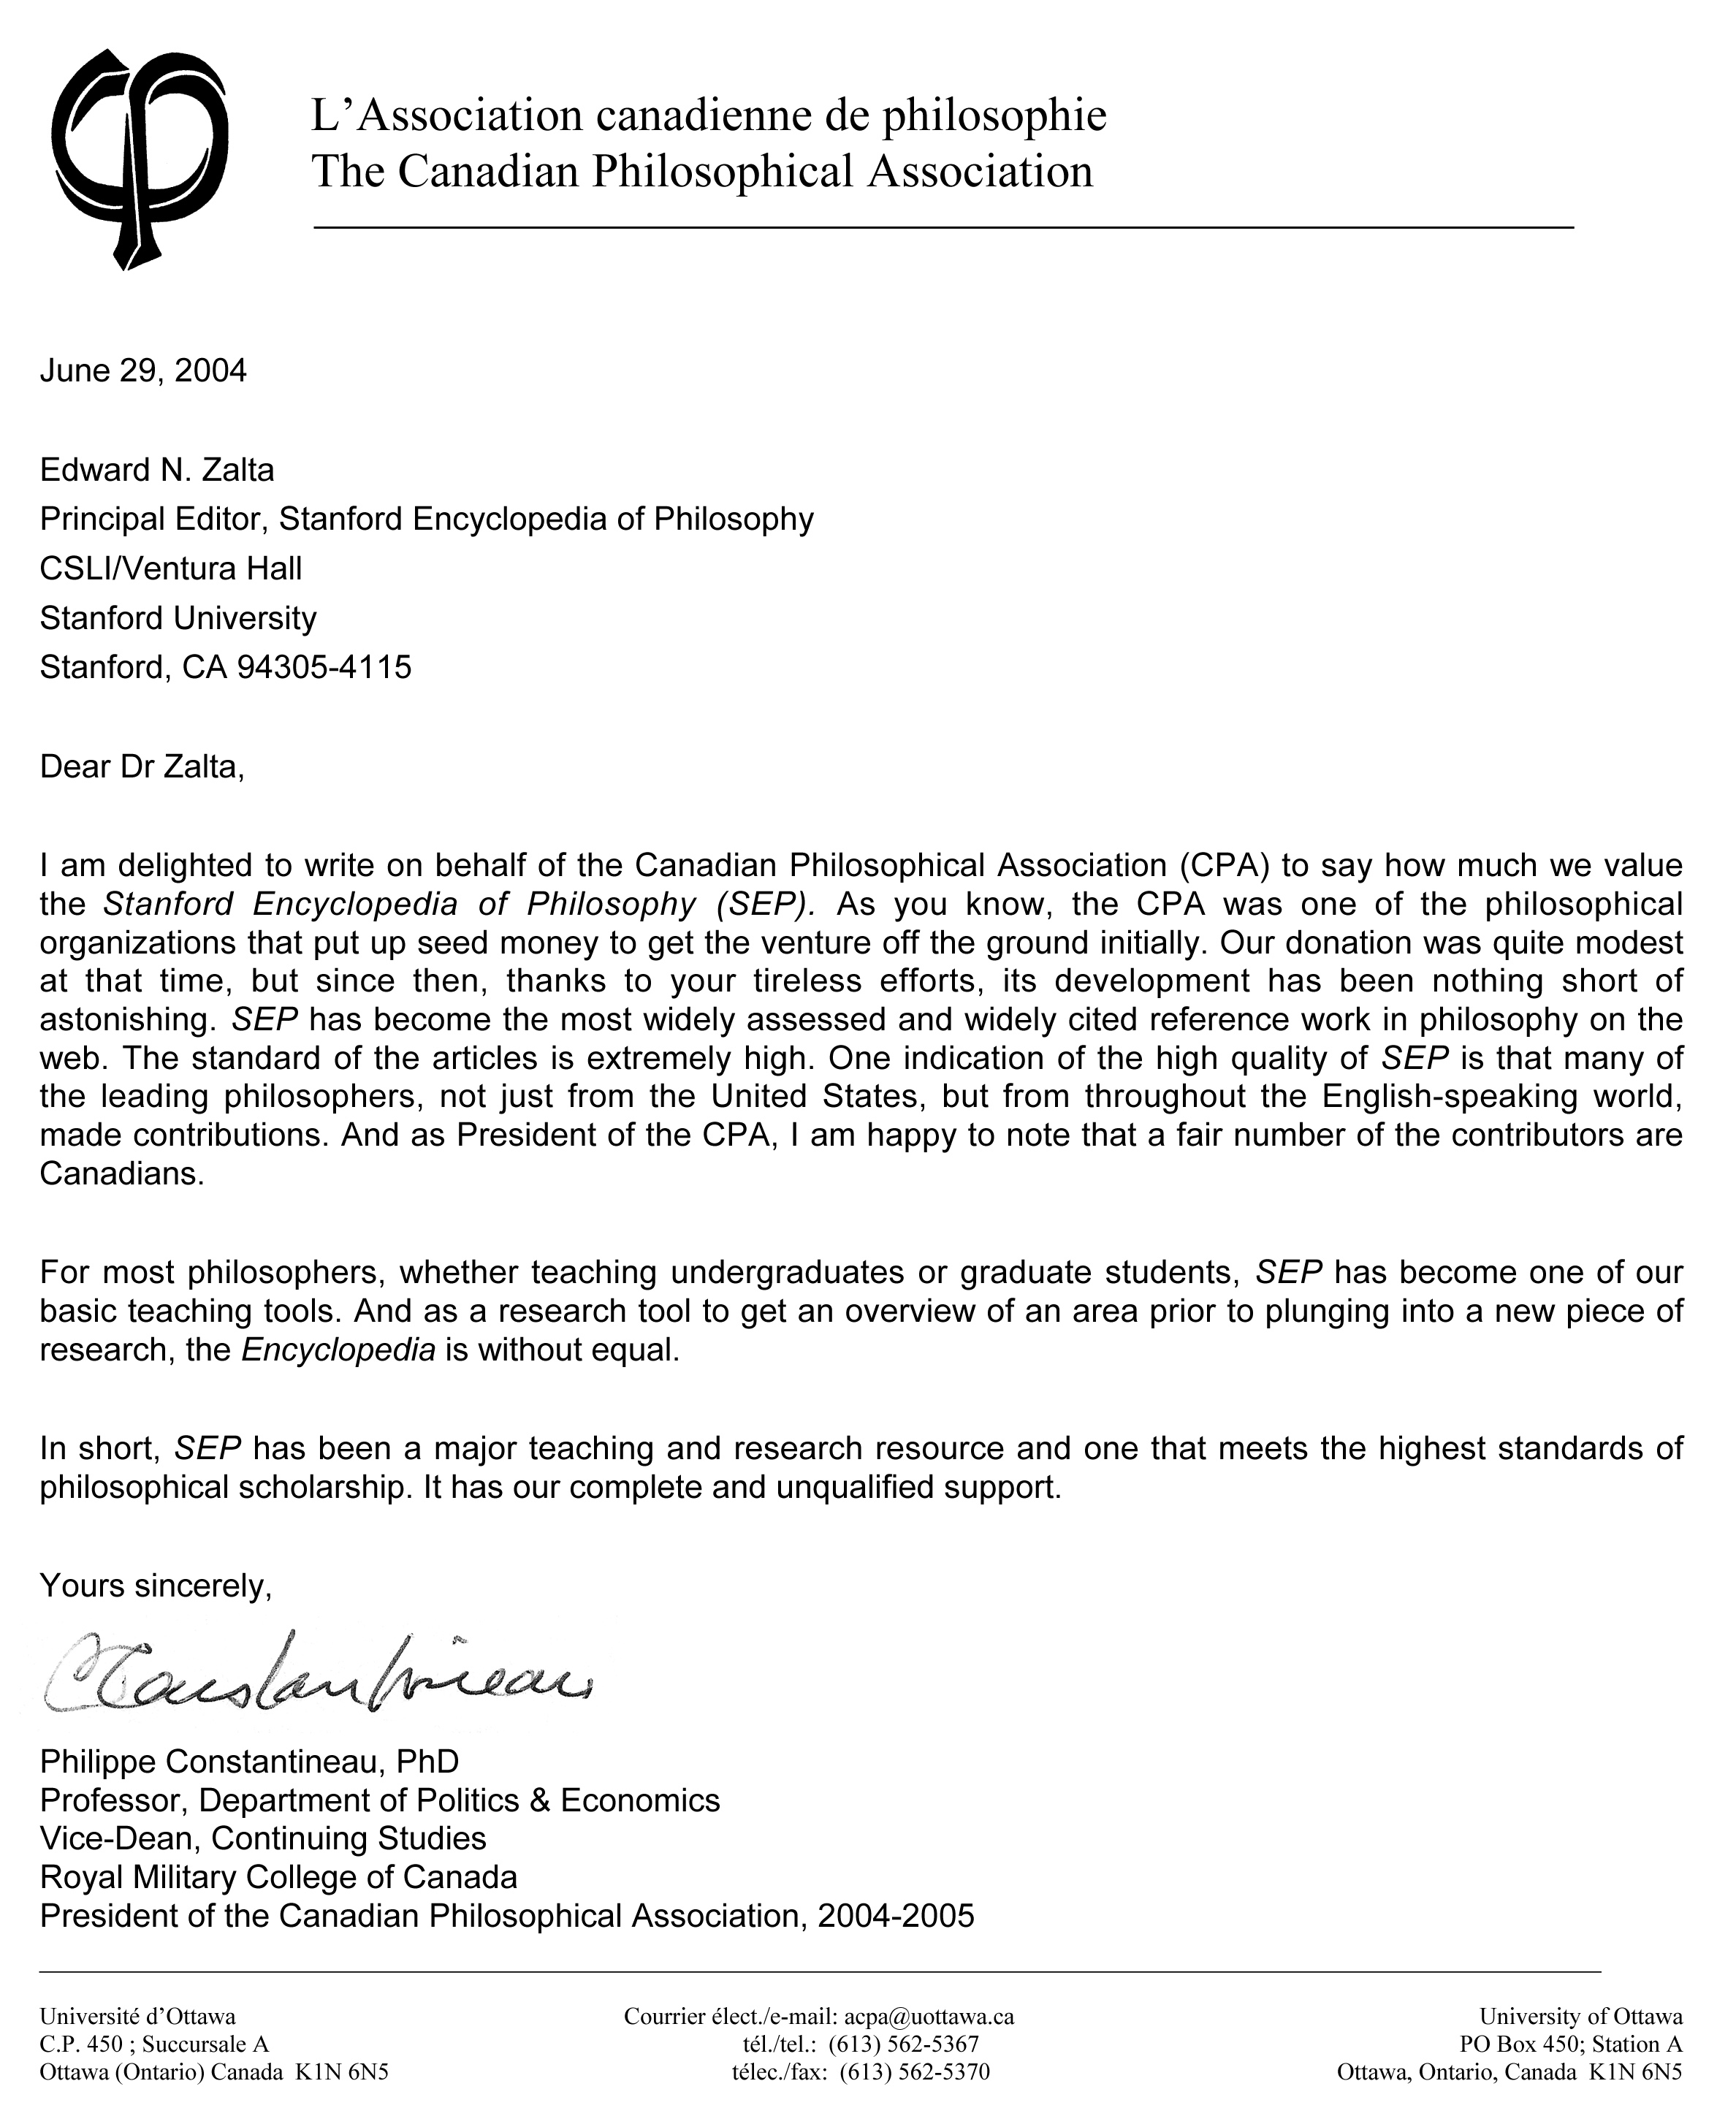 L’Association canadienne de philosophie
The Canadian Philosophical Association
June 29, 2004
Edward N. Zalta
Principal Editor, Stanford Encyclopedia of Philosophy
CSLI/Ventura Hall
Stanford University
Stanford, CA 94305-4115
Dear Dr Zalta,
I am delighted to write on behalf of the Canadian Philosophical Association (CPA) to say how much we value
the Stanford Encyclopedia of Philosophy (SEP). As you know, the CPA was one of the philosophical
organizations that put up seed money to get the venture off the ground initially. Our donation was quite modest
at that time, but since then, thanks to your tireless efforts, its development has been nothing short of
astonishing. SEP has become the most widely assessed and widely cited reference work in philosophy on the
web. The standard of the articles is extremely high. One indication of the high quality of SEP is that many of
the leading philosophers, not just from the United States, but from throughout the English-speaking world,
made contributions. And as President of the CPA, I am happy to note that a fair number of the contributors are
Canadians.
For most philosophers, whether teaching undergraduates or graduate students, SEP has become one of our
basic teaching tools. And as a research tool to get an overview of an area prior to plunging into a new piece of
research, the Encyclopedia is without equal.
In short, SEP has been a major teaching and research resource and one that meets the highest standards of
philosophical scholarship. It has our complete and unqualified support.
Yours sincerely,
Constantineau
Philippe Constantineau, PhD
Professor, Department of Politics & Economics
Vice-Dean, Continuing Studies
Royal Military College of Canada
President of the Canadian Philosophical Association, 2004-2005
Université d’Ottawa
C.P. 450 ; Succursale A
Ottawa (Ontario) Canada K1N 6N5
Courrier élect./e-mail: acpa@uottawa.ca
tél./tel.: (613) 562-5367
télec./fax: (613) 562-5370
University of Ottawa
PO Box 450; Station A
Ottawa, Ontario, Canada K1N 6N5